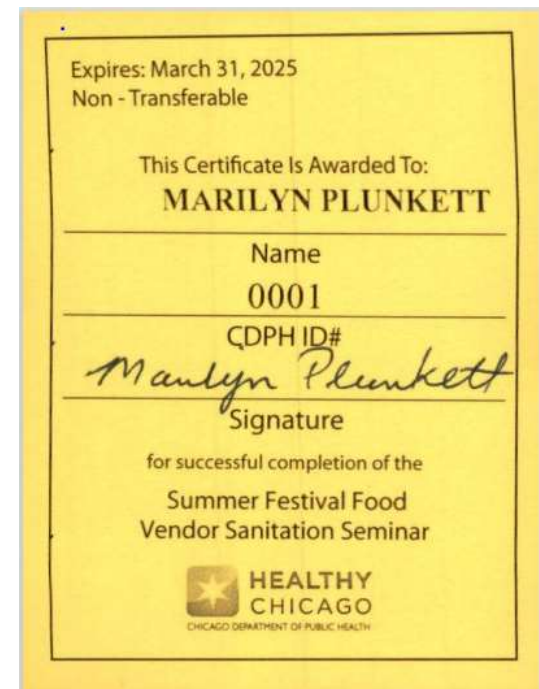 Expires: March 31, 2025
Non - Transferable
This Certificate Is Awarded To:
MARILYN PLUNKETT
Name
0001
CDPH ID#
Marilyn Plunkett
Signature
for successful completion of the
Summer Festival Food
Vendor Sanitation Seminar
HEALTHY
CHICAGO
CHICAGO DEPARTMENT OF PUBLIC HEALTH